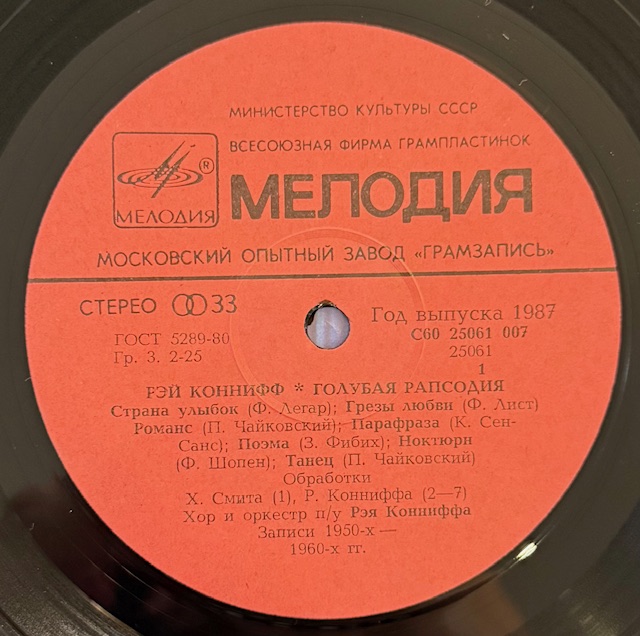 МИНИСТЕРСТВО КУЛЬТУРЫ СССР
ВСЕСОЮЗНАЯ ФИРМА ГРАМПЛАСТИНОК
®
МЕЛОДИЯ
МЕЛОДИЯ
МОСКОВСКИЙ ОПЫТНЫЙ ЗАВОД «ГРАМЗАПИСЬ»
СТЕРЕО 33
Год выпуска 1987
ГОСТ 5289-80
С60 25061 007
Гр. 3. 2-25
25061
1
РЭЙ КОННИФФ * ГОЛУБАЯ РАПСОДИЯ
Страна улыбок (Ф. Легар); Грезы любви (Ф. Лист)
Романс (П. Чайковский); Парафраза (К. Сен-
Санс); Поэма (З. Фибих); Ноктюрн
(Ф. Шопен); Танец (П. Чайковский)
Обработки
Х. Смита (1), Р. Конниффа (2—7)
Хор и оркестр п/у Рэя Конниффа
Записи 1950-х —
1960-х гг.